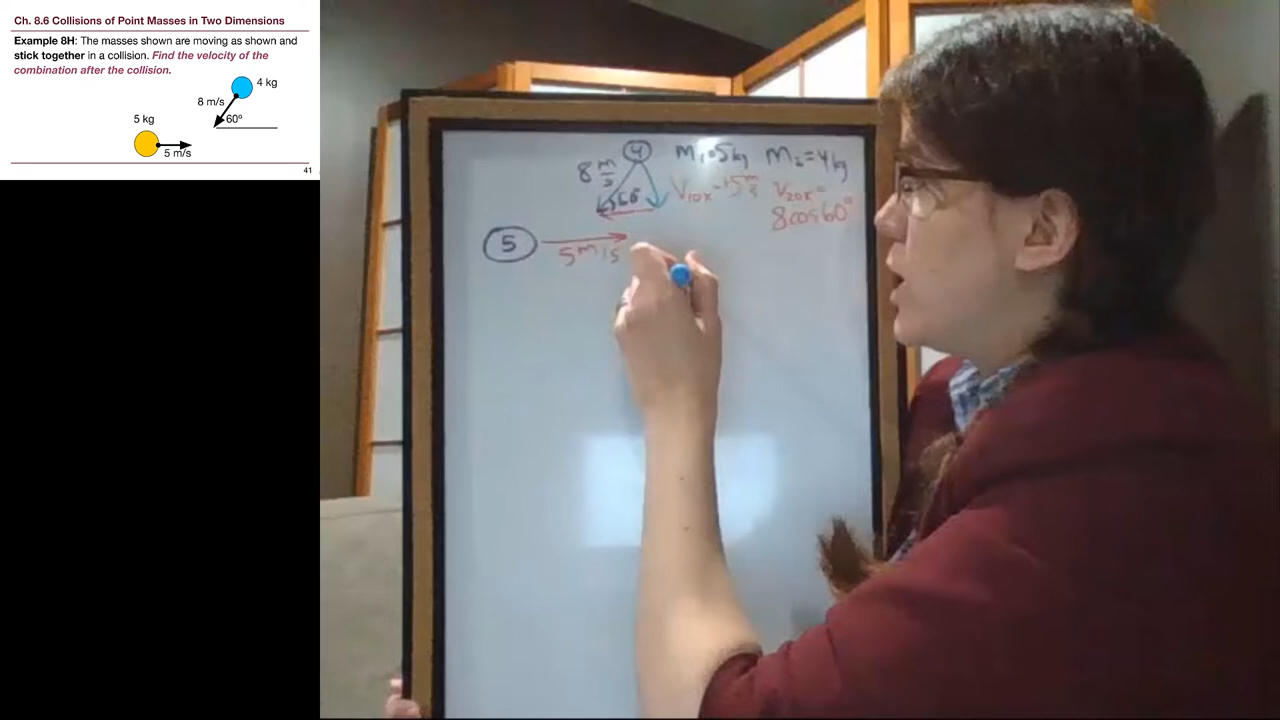 Ch. 8.6 Collisions of Point Masses in Two Dimensions
Example 8H: The masses shown are moving as shown and
stick together in a collision. Find the velocity of the
combination after the collision.
4 kg
8 m/s
60º
5 kg
5 m/s
41
4
m₁=5kg m₂=4kg
8 m/s
v₁₀ₓ=+5 m/s v₂₀ₓ=
8cos60°
5
5 m/s